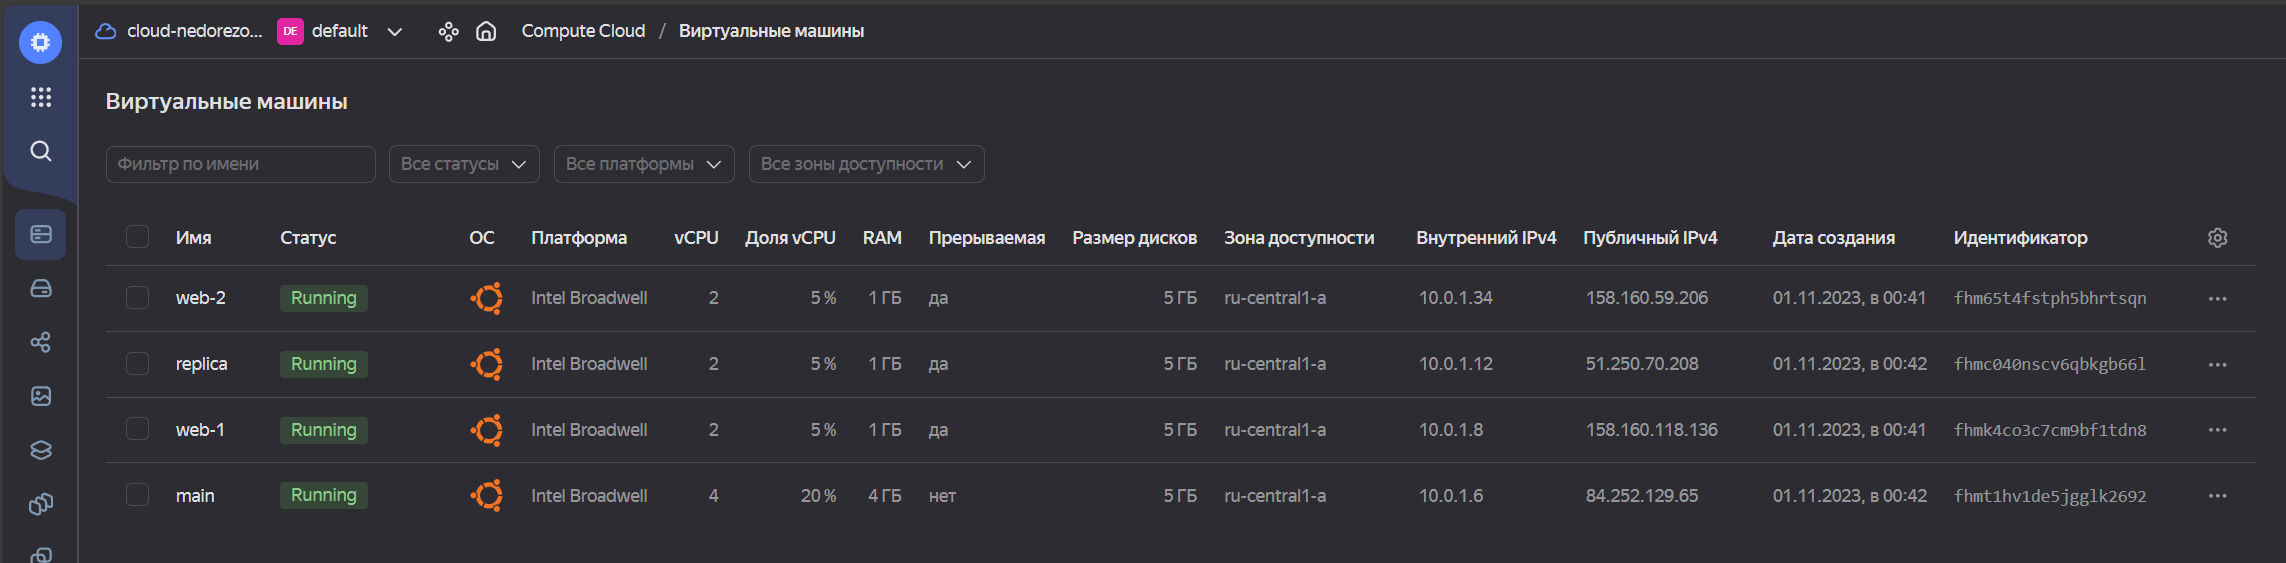 cloud-nedorezo... DE default Compute Cloud / Виртуальные машины
Виртуальные машины
Фильтр по имени Все статусы Все платформы Все зоны доступности
Имя Статус ОС Платформа vCPU Доля vCPU RAM Прерываемая Размер дисков Зона доступности Внутренний IPv4 Публичный IPv4 Дата создания Идентификатор
web-2 Running Intel Broadwell 2 5 % 1 ГБ да 5 ГБ ru-central1-a 10.0.1.34 158.160.59.206 01.11.2023, в 00:41 fhm65t4fstph5bhrtsqn
replica Running Intel Broadwell 2 5 % 1 ГБ да 5 ГБ ru-central1-a 10.0.1.12 51.250.70.208 01.11.2023, в 00:42 fhmc040nscv6qbkgb66l
web-1 Running Intel Broadwell 2 5 % 1 ГБ да 5 ГБ ru-central1-a 10.0.1.8 158.160.118.136 01.11.2023, в 00:41 fhmk4co3c7cm9bf1tdn8
main Running Intel Broadwell 4 20 % 4 ГБ нет 5 ГБ ru-central1-a 10.0.1.6 84.252.129.65 01.11.2023, в 00:42 fhmt1hv1de5jgglk2692